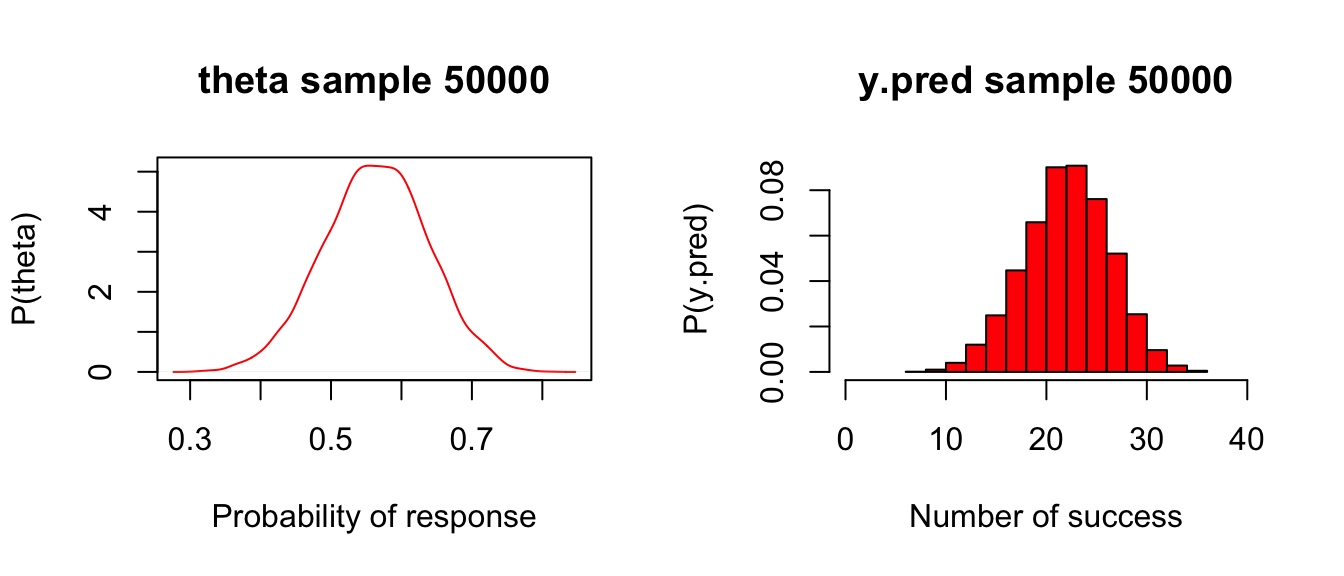 theta sample 50000
P(theta)
4
2
0
0.3 0.5 0.7
Probability of response
y.pred sample 50000
P(y.pred)
0.08
0.04
0.00
0 10 20 30 40
Number of success